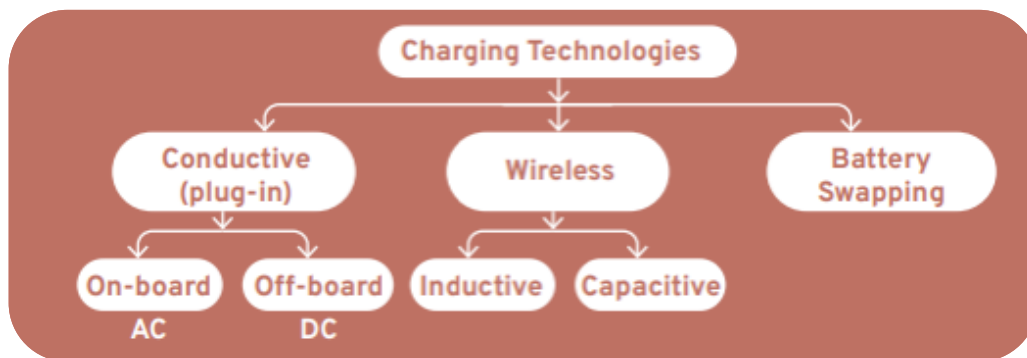 Charging Technologies
Conductive
(plug-in)
Wireless
Battery
Swapping
On-board
Off-board
Inductive
Capacitive
AC
DC